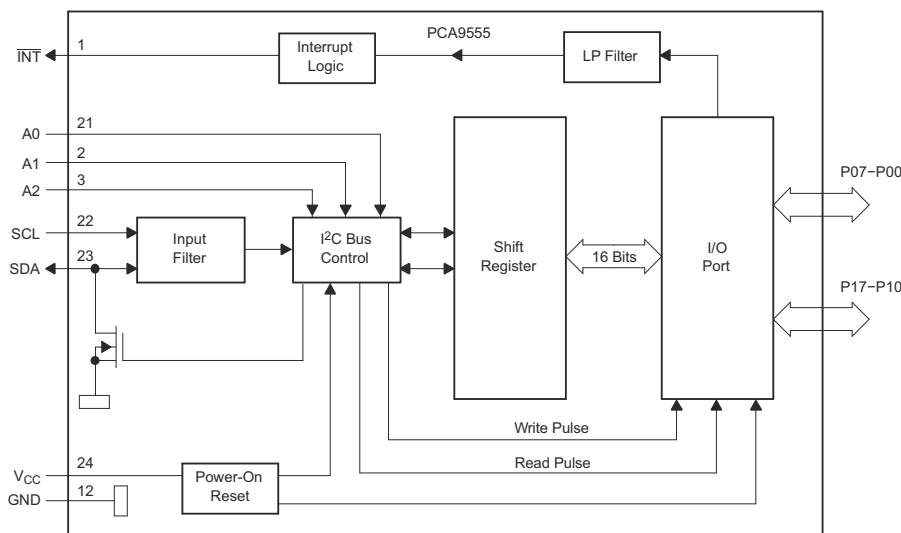 PCA9555
INT
1
Interrupt
Logic
LP Filter
A0
21
A1
2
A2
3
SCL
22
SDA
23
Input
Filter
I²C Bus
Control
Shift
Register
16 Bits
I/O
Port
P07–P00
P17–P10
Write Pulse
Read Pulse
VCC
24
GND
12
Power-On
Reset